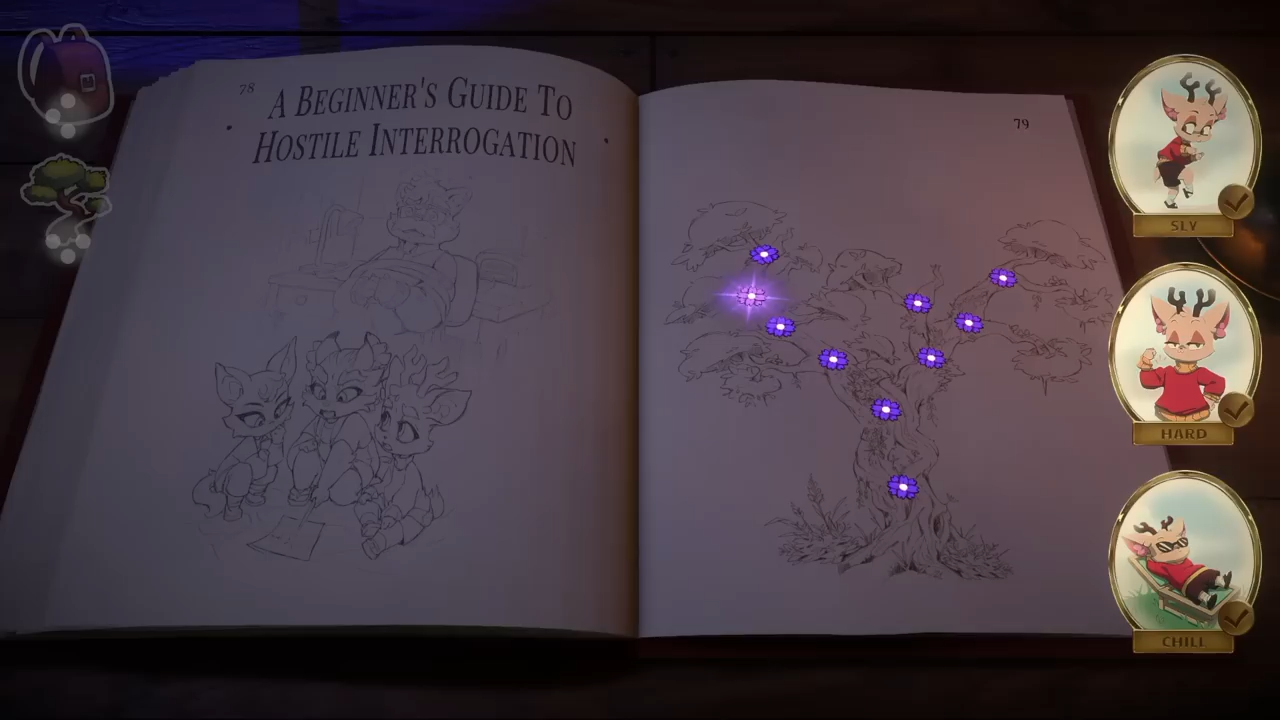 78
A BEGINNER'S GUIDE TO
HOSTILE INTERROGATION
79
SLY
HARD
CHILL